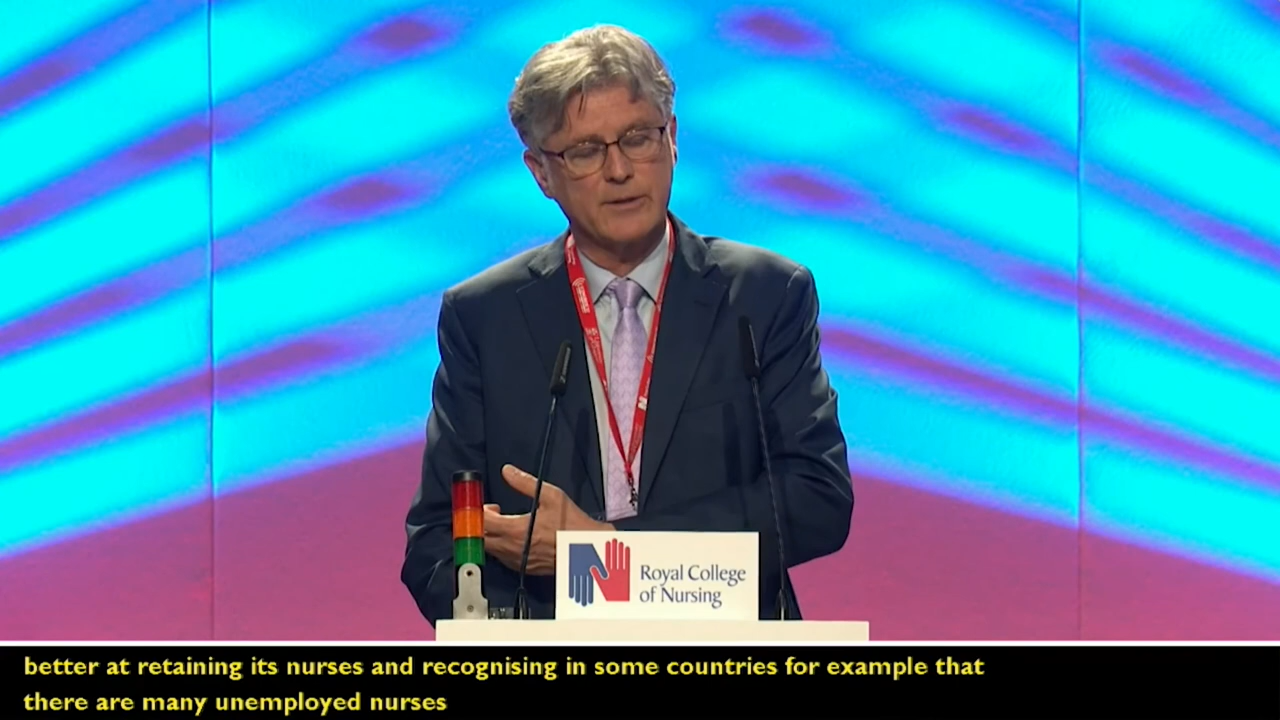 Royal College
of Nursing
better at retaining its nurses and recognising in some countries for example that
there are many unemployed nurses